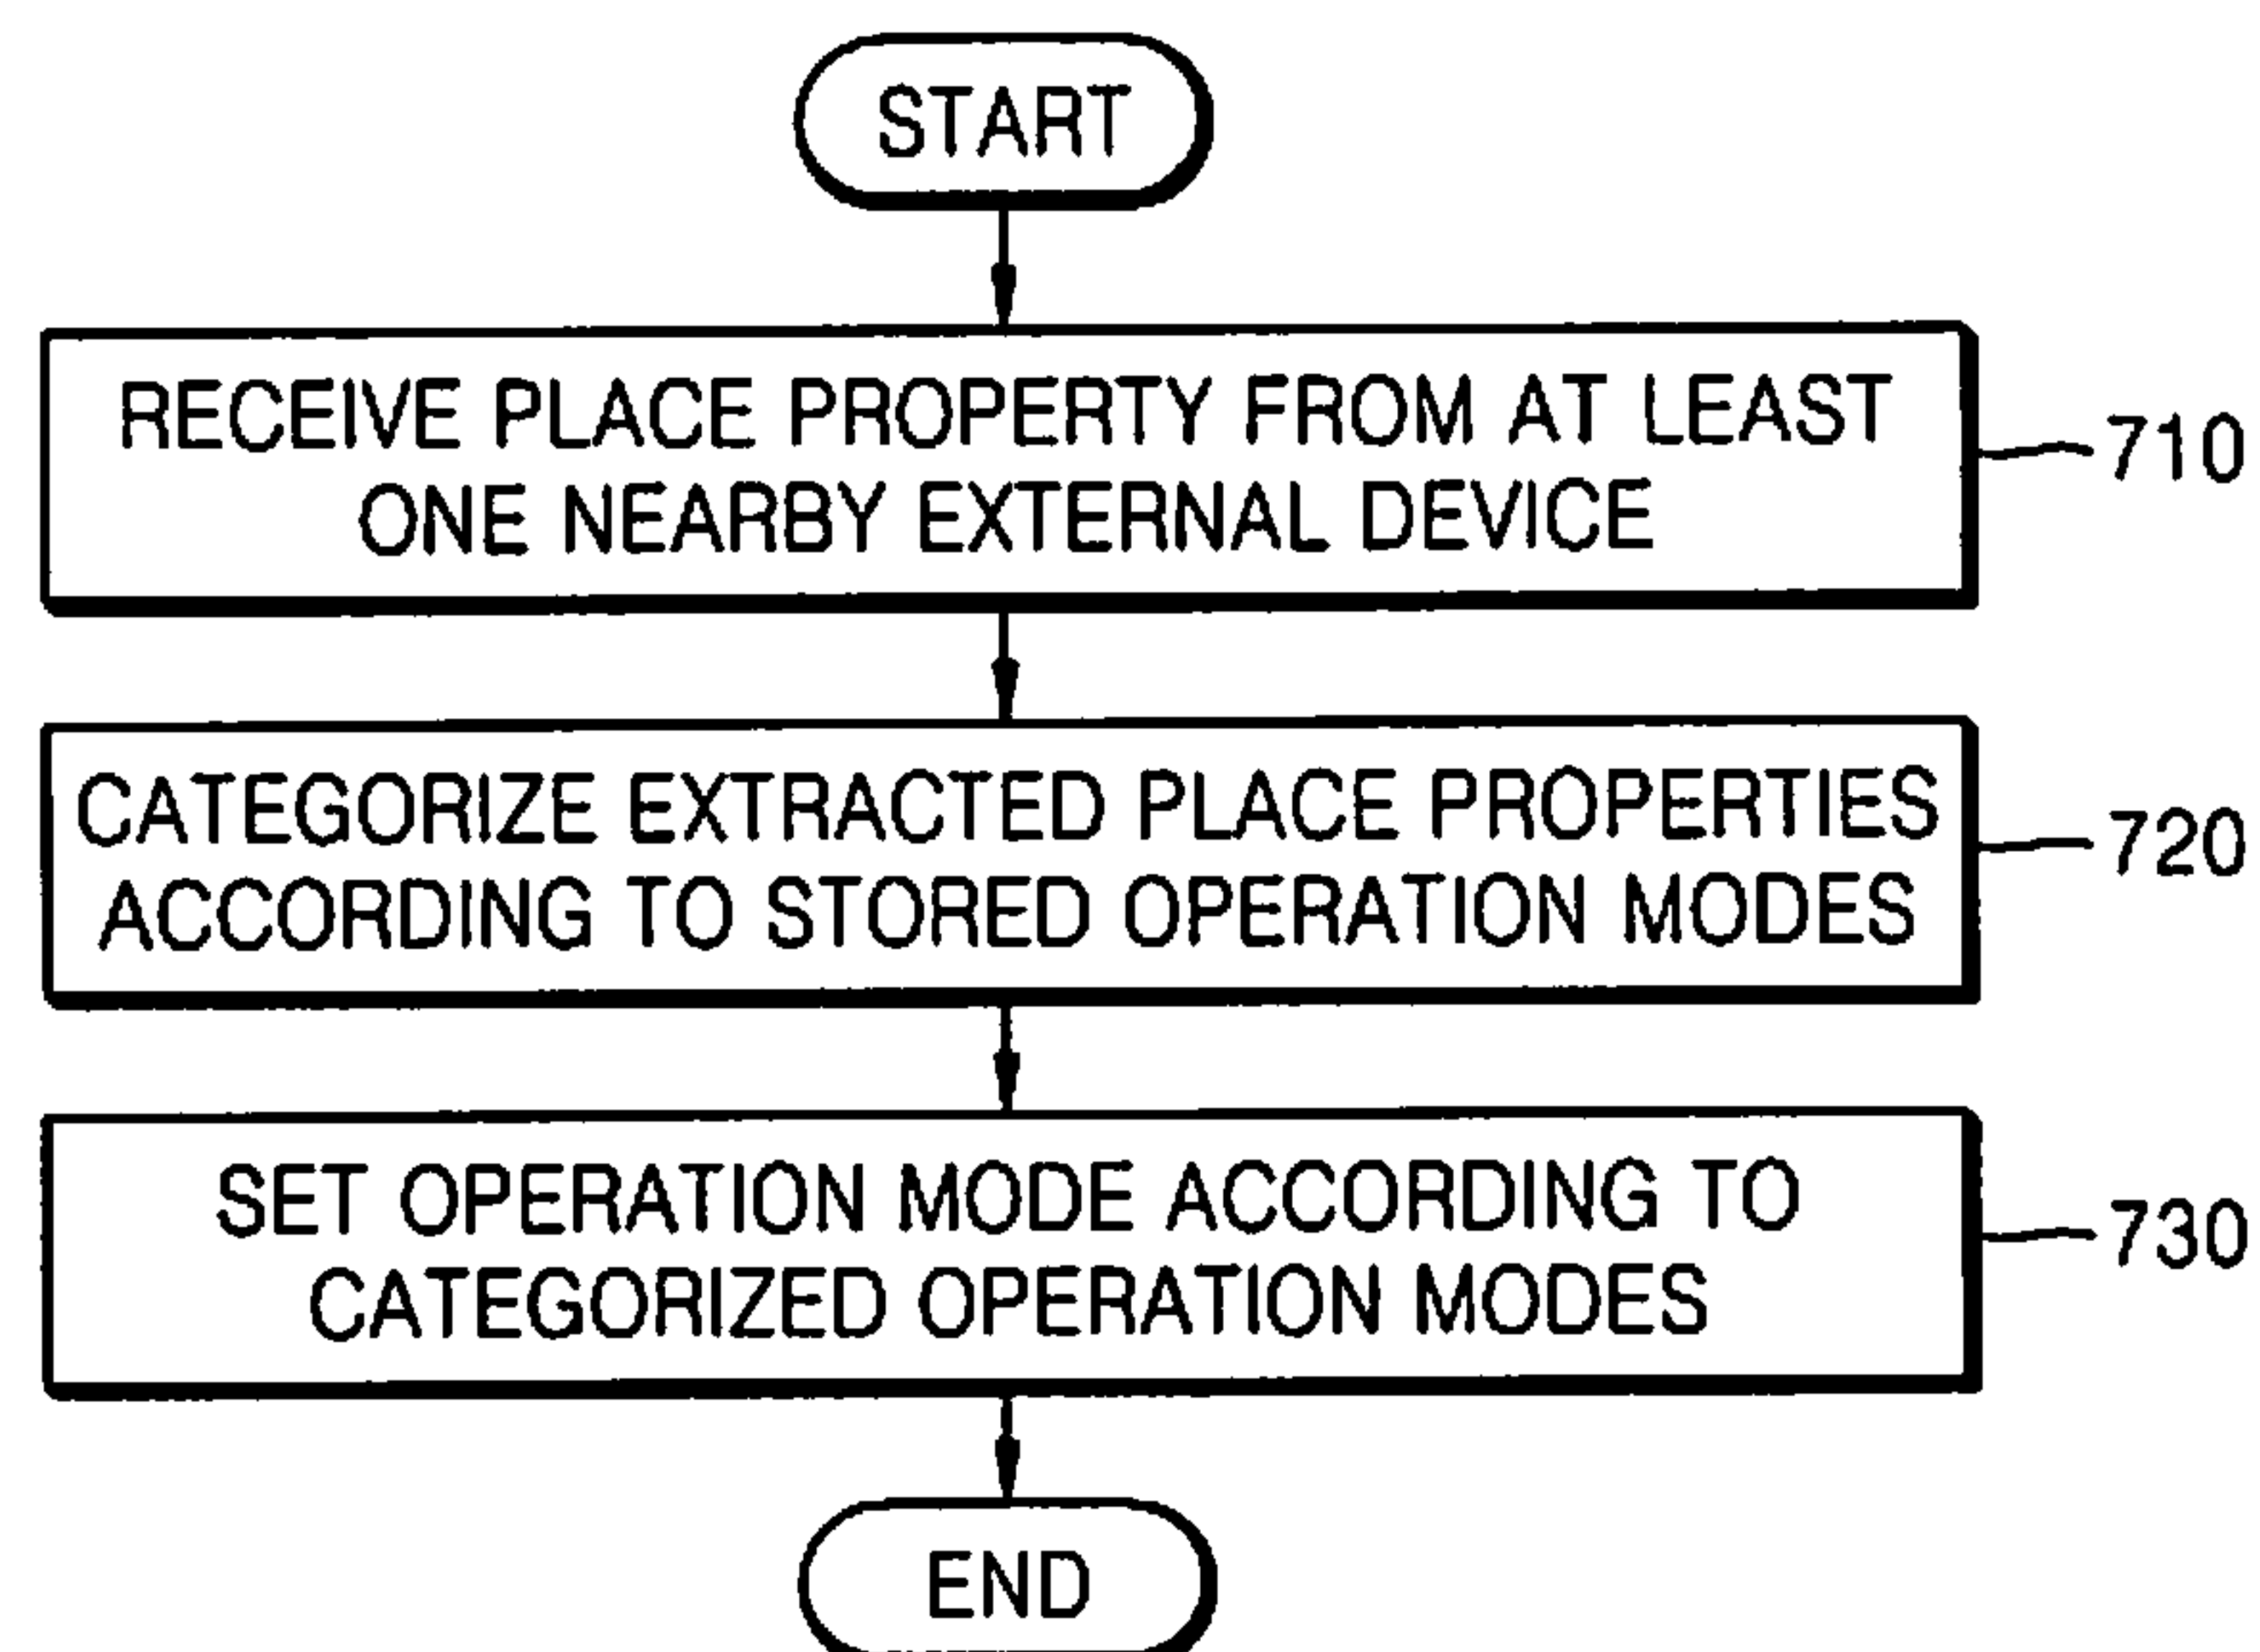 START
RECEIVE PLACE PROPERTY FROM AT LEAST
ONE NEARBY EXTERNAL DEVICE
710
CATEGORIZE EXTRACTED PLACE PROPERTIES
ACCORDING TO STORED OPERATION MODES
720
SET OPERATION MODE ACCORDING TO
CATEGORIZED OPERATION MODES
730
END